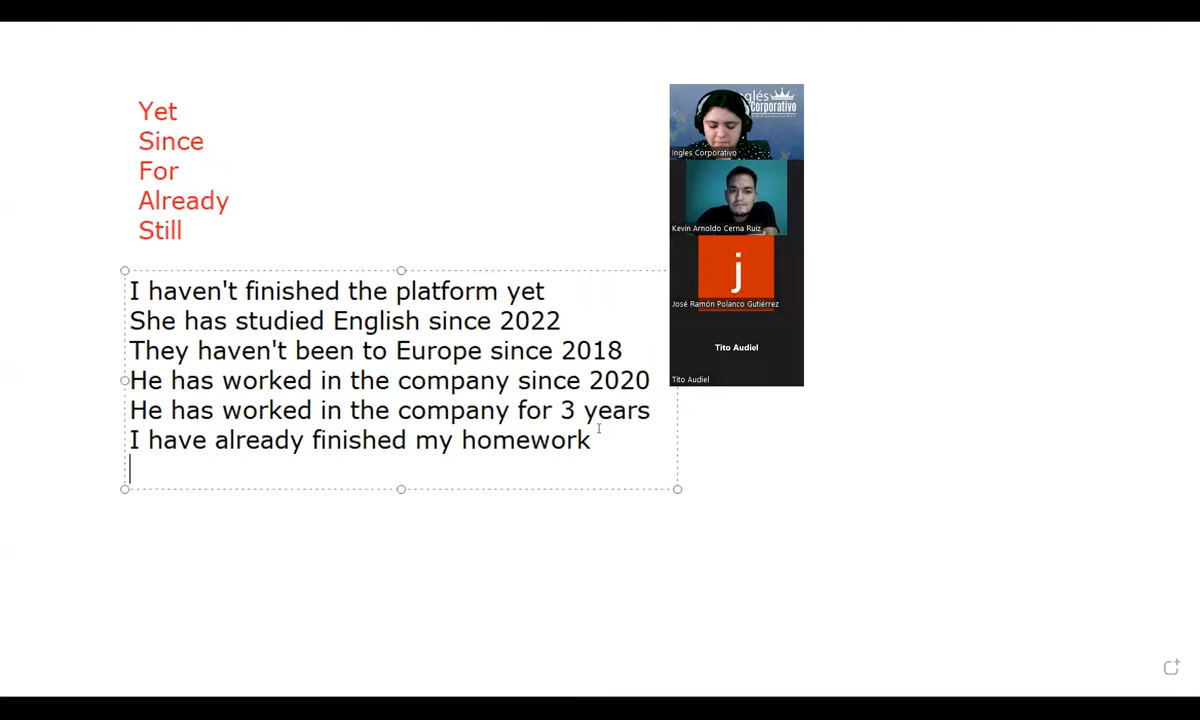 Yet
Since
For
Already
Still
I haven't finished the platform yet
She has studied English since 2022
They haven't been to Europe since 2018
He has worked in the company since 2020
He has worked in the company for 3 years
I have already finished my homework
glés
Corporativo
Ingles Corporativo
Kevin Arnoldo Cerna Ruiz
j
José Ramón Polanco Gutiérrez
Tito Audiel
Tito Audiel